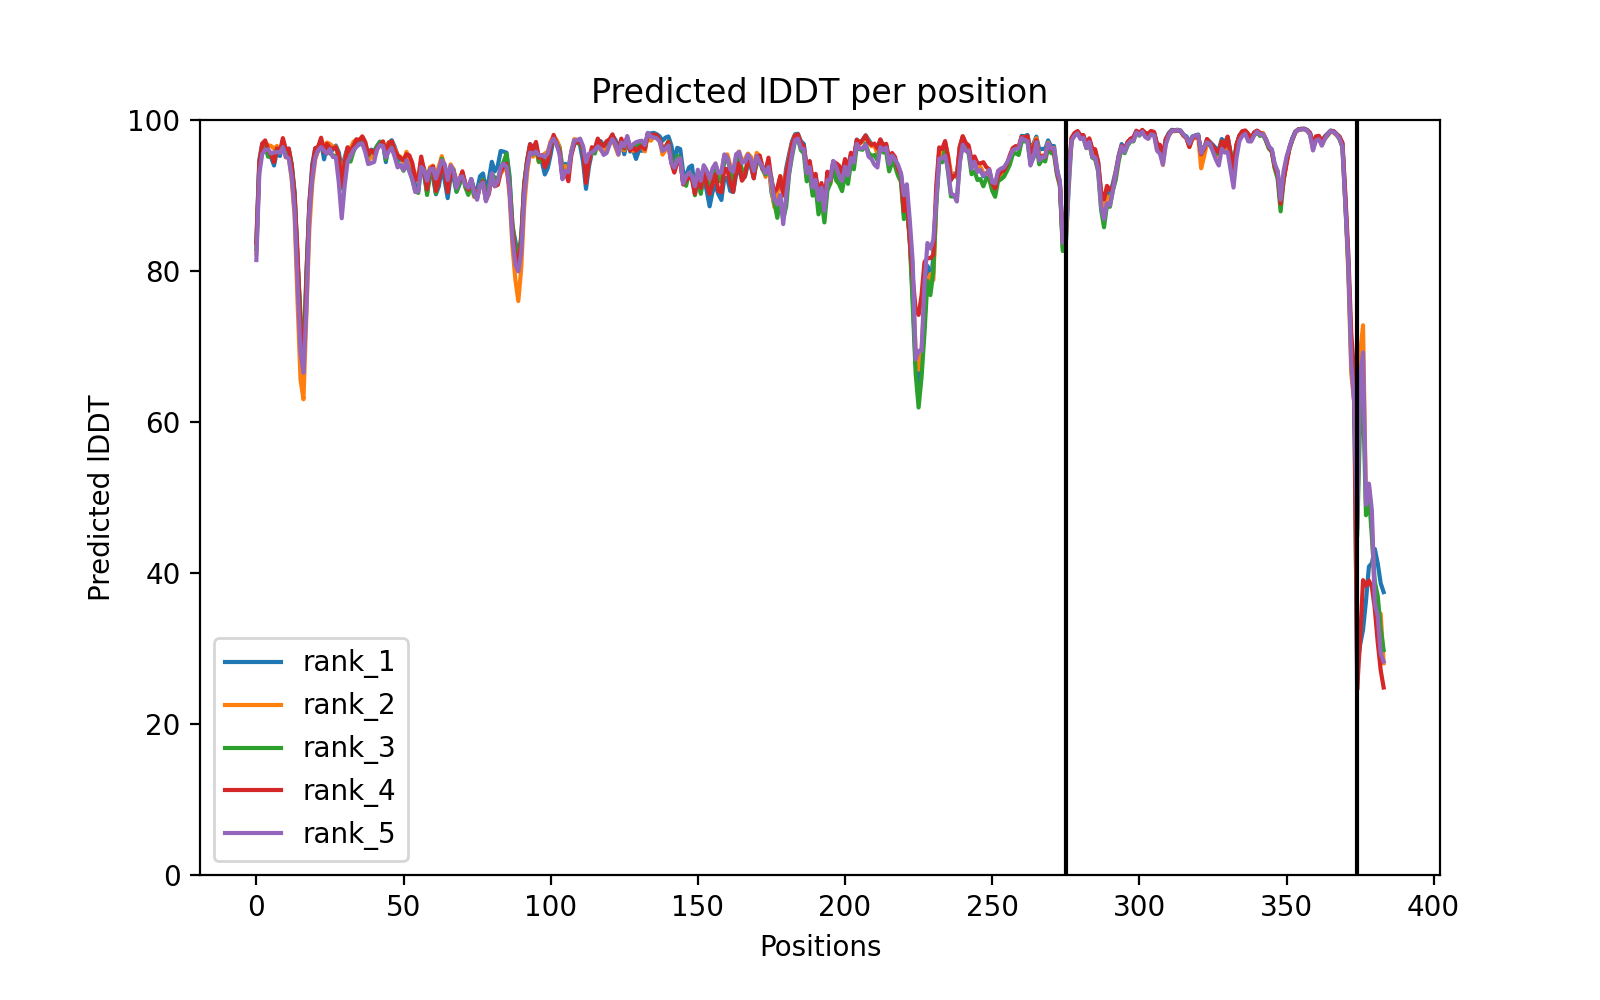 Predicted lDDT per position
100
80
60
40
20
0
Predicted lDDT
rank_1
rank_2
rank_3
rank_4
rank_5
0 50 100 150 200 250 300 350 400
Positions